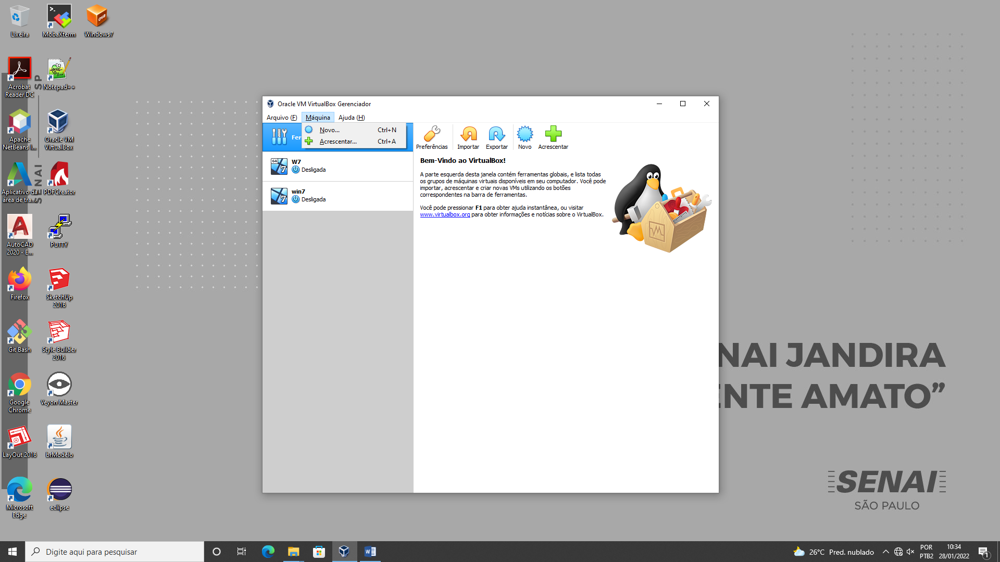 Lixeira
MobaXterm
Windows7
Acrobat
Reader DC
Notepad++
Apache
NetBeans I...
Oracle VM
VirtualBox
Aplicativo da
área de tra...
PDFCreator
AutoCAD
2020 - E...
PuTTY
Firefox
SketchUp
2016
Git Bash
Style Builder
2016
Google
Chrome
Veyon Master
LayOut 2016
brModelo
Microsoft
Edge
eclipse
SENAI SP
Oracle VM VirtualBox Gerenciador
Arquivo (F) Máquina Ajuda (H)
Novo... Ctrl+N
Acrescentar... Ctrl+A
Fer
Preferências Importar Exportar Novo Acrescentar
64
7
W7
Desligada
7
win7
Desligada
Bem-Vindo ao VirtualBox!
A parte esquerda desta janela contém ferramentas globais, e lista todas
os grupos de máquinas virtuais disponíveis em seu computador. Você pode
importar, acrescentar e criar novas VMs utilizando os botões
correspondentes na barra de ferramentas.
Você pode pressionar F1 para obter ajuda instantânea, ou visitar
www.virtualbox.org para obter informações e notícias sobre o VirtualBox.
NAI JANDIRA
ENTE AMATO”
SENAI
SÃO PAULO
Digite aqui para pesquisar
26°C Pred. nublado
POR
PTB2
10:34
28/01/2022
1